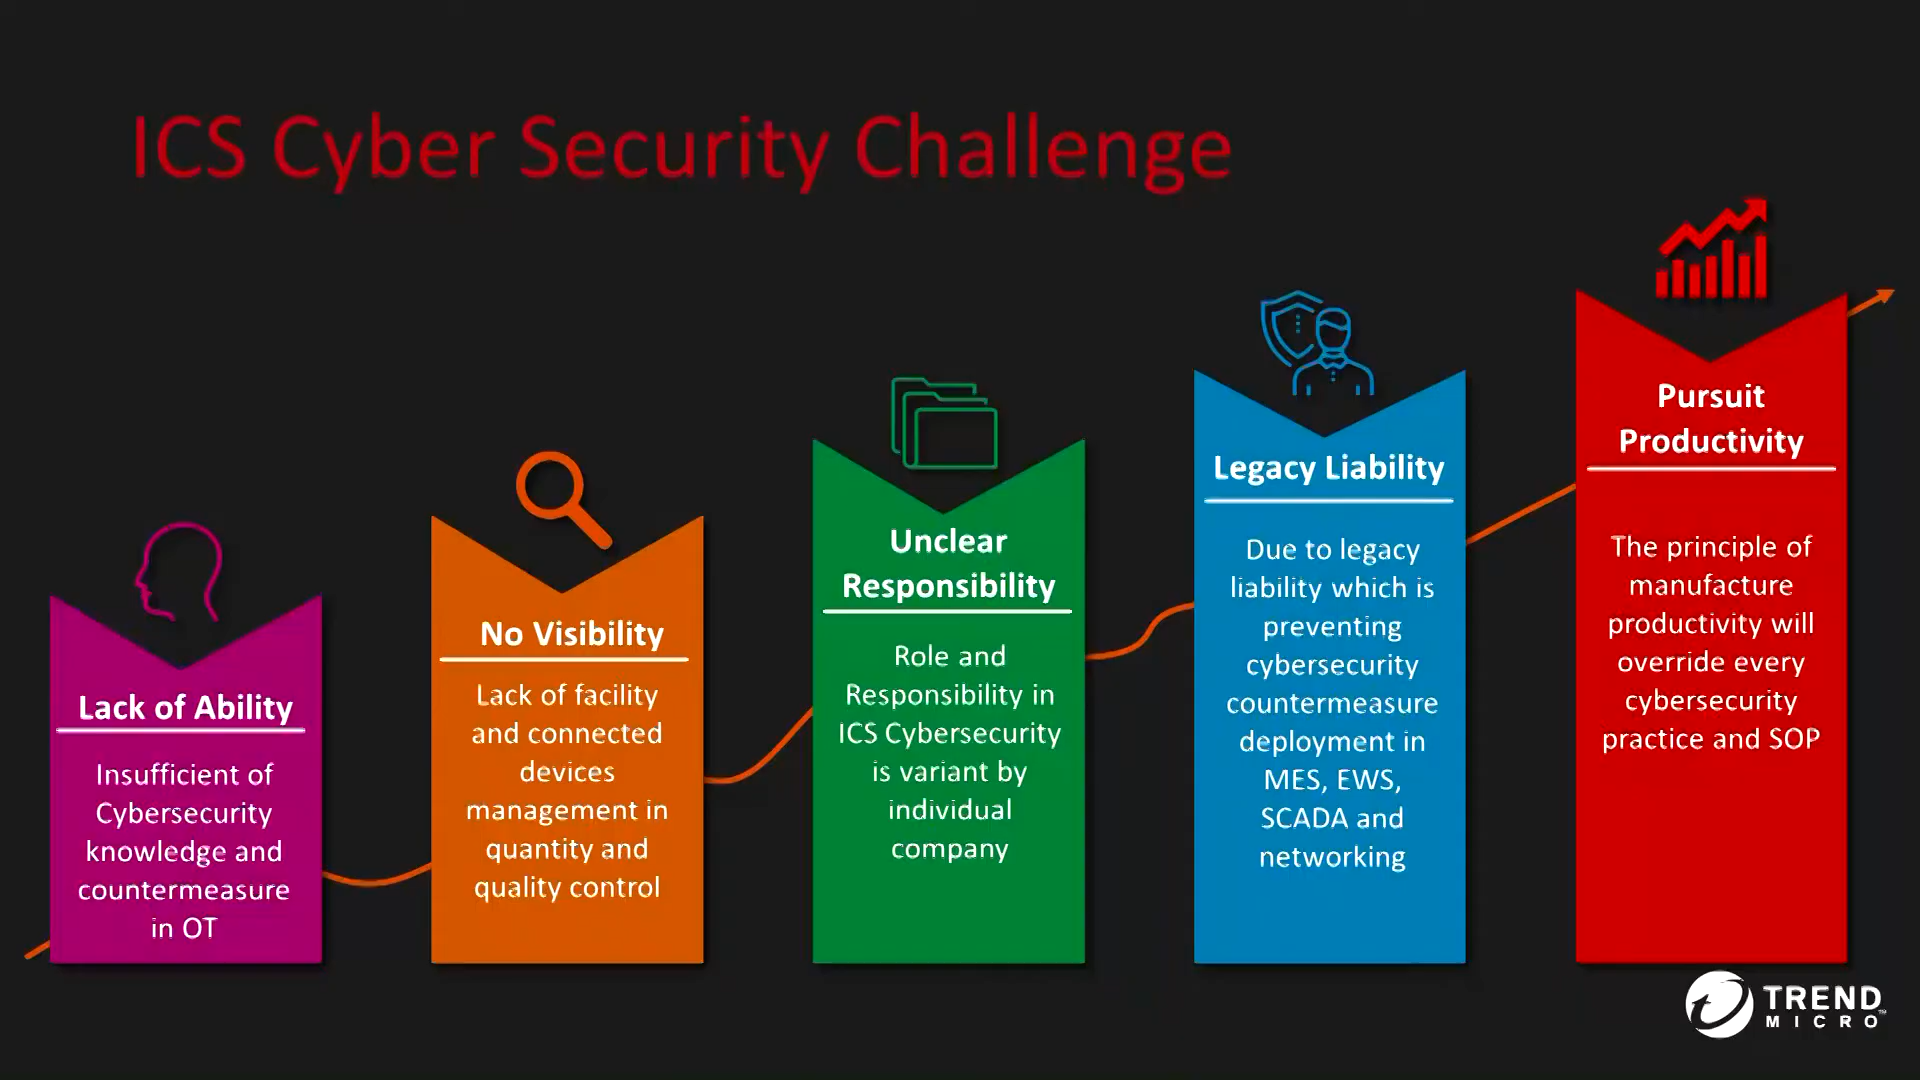 ICS Cyber Security Challenge
Lack of Ability
Insufficient of
Cybersecurity
knowledge and
countermeasure
in OT
No Visibility
Lack of facility
and connected
devices
management in
quantity and
quality control
Unclear
Responsibility
Role and
Responsibility in
ICS Cybersecurity
is variant by
individual
company
Legacy Liability
Due to legacy
liability which is
preventing
cybersecurity
countermeasure
deployment in
MES, EWS,
SCADA and
networking
Pursuit
Productivity
The principle of
manufacture
productivity will
override every
cybersecurity
practice and SOP
TREND
MICRO™